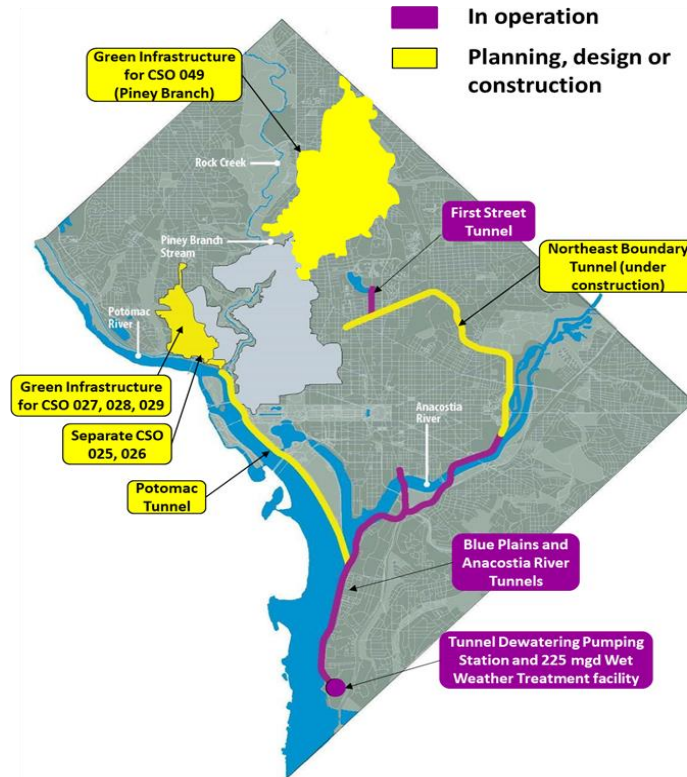 In operation
Planning, design or
construction
Green Infrastructure
for CSO 049
(Piney Branch)
Rock Creek
First Street
Tunnel
Piney Branch
Stream
Northeast Boundary
Tunnel (under
construction)
Potomac
River
Green Infrastructure
for CSO 027, 028, 029
Separate CSO
025, 026
Anacostia
River
Potomac
Tunnel
Blue Plains and
Anacostia River
Tunnels
Tunnel Dewatering Pumping
Station and 225 mgd Wet
Weather Treatment facility